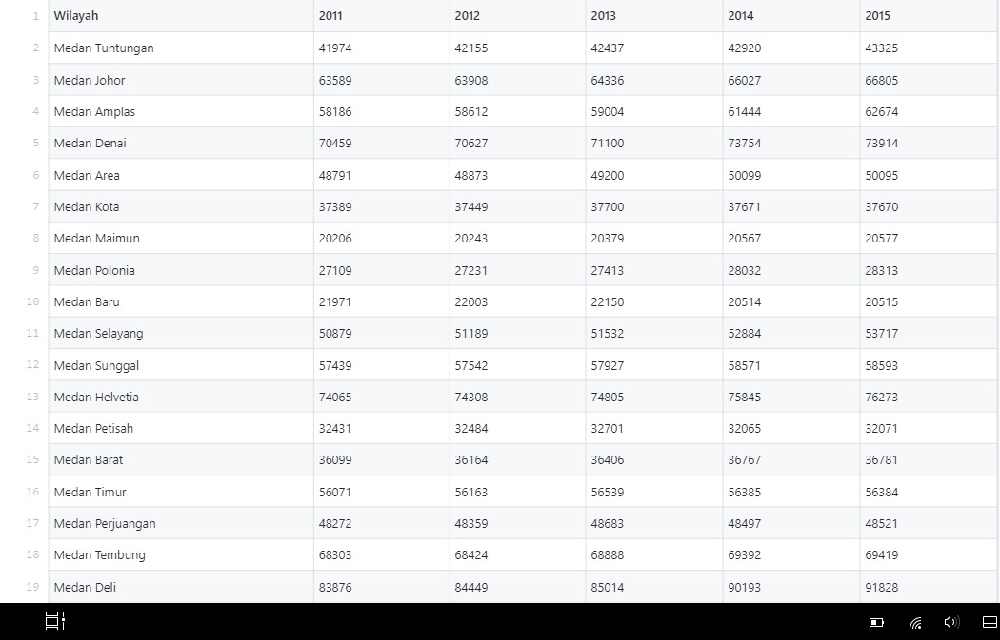 1 Wilayah 2011 2012 2013 2014 2015
2 Medan Tuntungan 41974 42155 42437 42920 43325
3 Medan Johor 63589 63908 64336 66027 66805
4 Medan Amplas 58186 58612 59004 61444 62674
5 Medan Denai 70459 70627 71100 73754 73914
6 Medan Area 48791 48873 49200 50099 50095
7 Medan Kota 37389 37449 37700 37671 37670
8 Medan Maimun 20206 20243 20379 20567 20577
9 Medan Polonia 27109 27231 27413 28032 28313
10 Medan Baru 21971 22003 22150 20514 20515
11 Medan Selayang 50879 51189 51532 52884 53717
12 Medan Sunggal 57439 57542 57927 58571 58593
13 Medan Helvetia 74065 74308 74805 75845 76273
14 Medan Petisah 32431 32484 32701 32065 32071
15 Medan Barat 36099 36164 36406 36767 36781
16 Medan Timur 56071 56163 56539 56385 56384
17 Medan Perjuangan 48272 48359 48683 48497 48521
18 Medan Tembung 68303 68424 68888 69392 69419
19 Medan Deli 83876 84449 85014 90193 91828